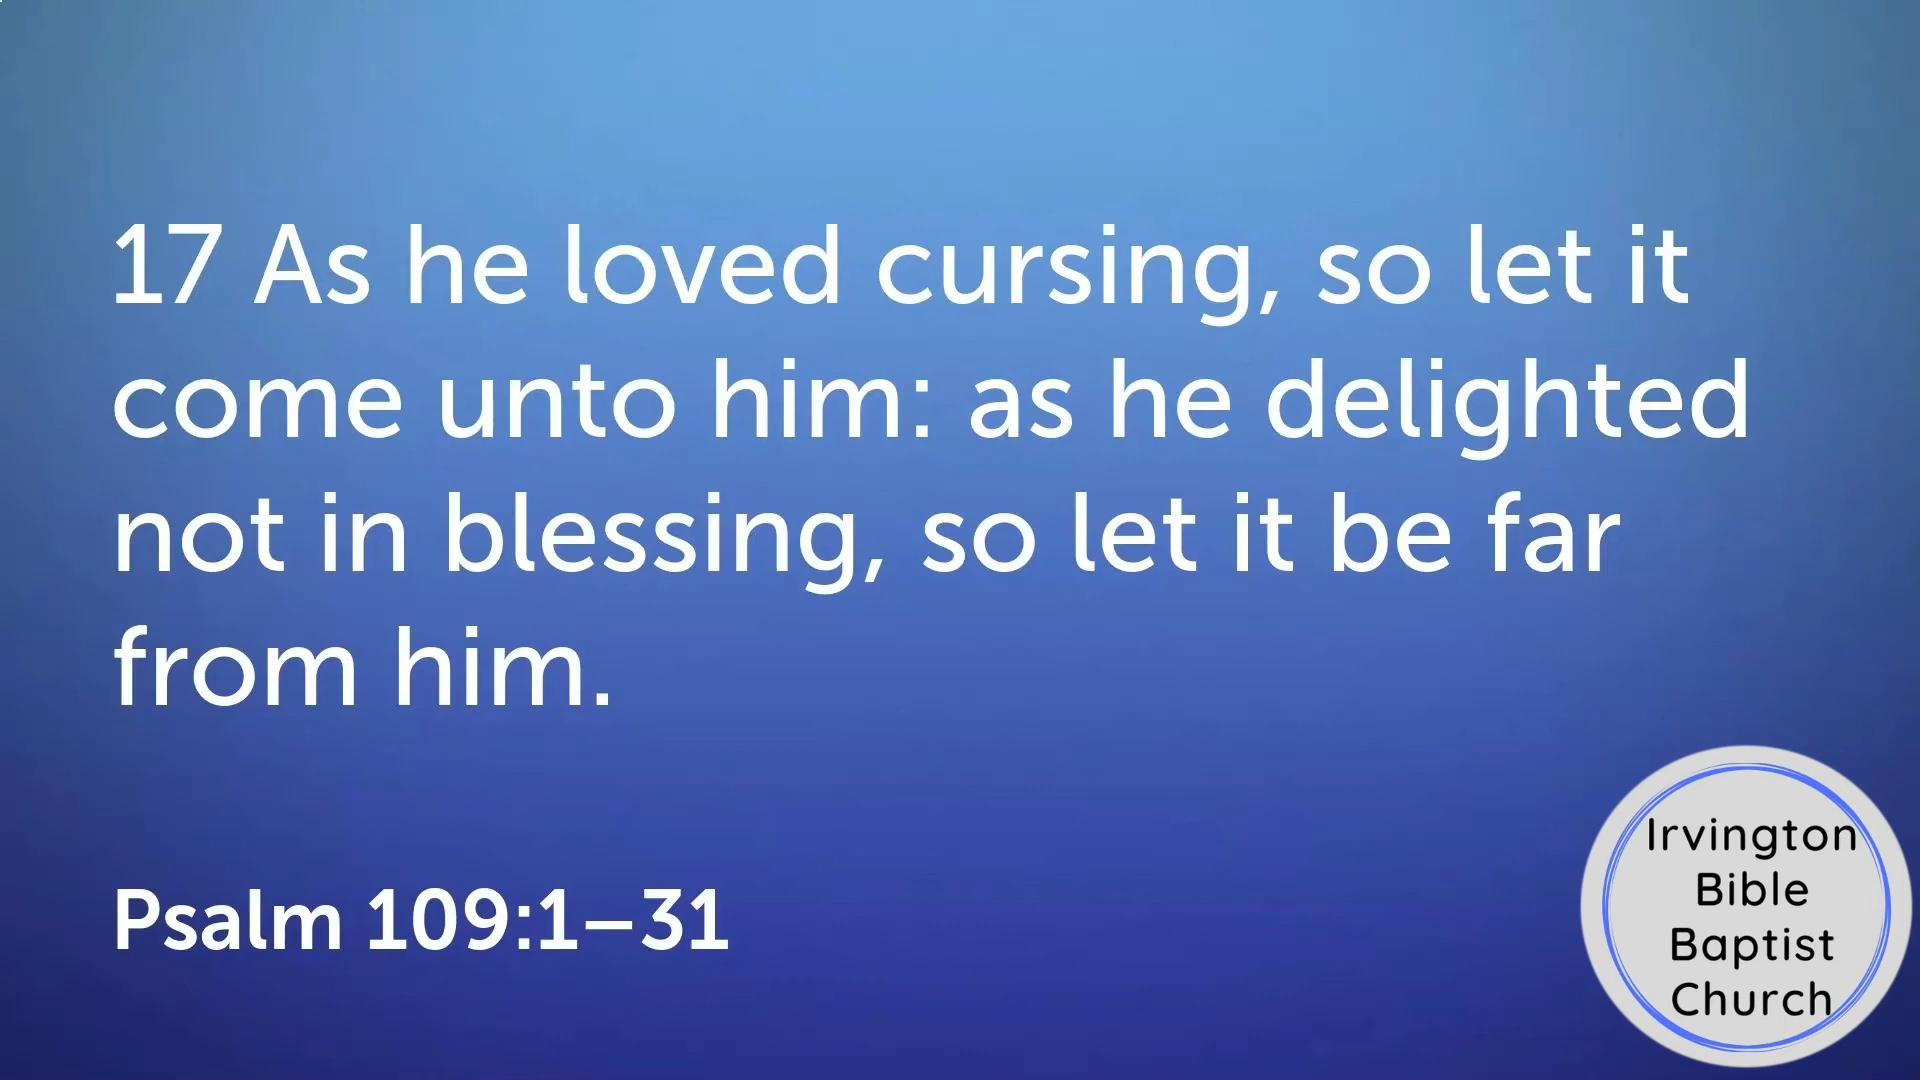 17 As he loved cursing, so let it
come unto him: as he delighted
not in blessing, so let it be far
from him.
Psalm 109:1–31
Irvington
Bible
Baptist
Church